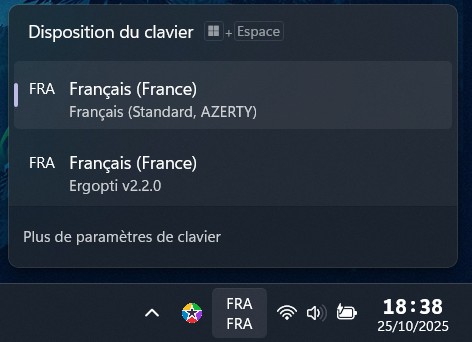 Disposition du clavier + Espace
FRA Français (France)
Français (Standard, AZERTY)
FRA Français (France)
Ergopti v2.2.0
Plus de paramètres de clavier
FRA
FRA
18:38
25/10/2025